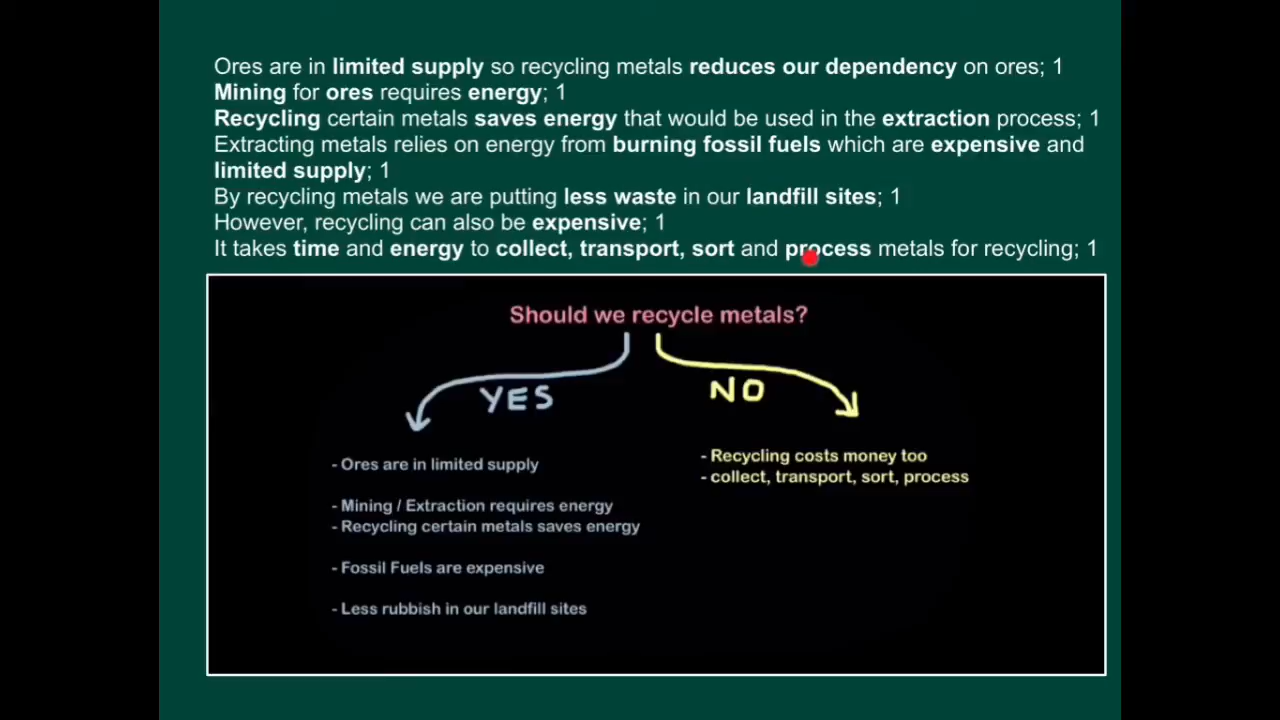 Ores are in limited supply so recycling metals reduces our dependency on ores; 1
Mining for ores requires energy; 1
Recycling certain metals saves energy that would be used in the extraction process; 1
Extracting metals relies on energy from burning fossil fuels which are expensive and
limited supply; 1
By recycling metals we are putting less waste in our landfill sites; 1
However, recycling can also be expensive; 1
It takes time and energy to collect, transport, sort and process metals for recycling; 1
Should we recycle metals?
YES
- Ores are in limited supply
- Mining / Extraction requires energy
- Recycling certain metals saves energy
- Fossil Fuels are expensive
- Less rubbish in our landfill sites
NO
- Recycling costs money too
- collect, transport, sort, process